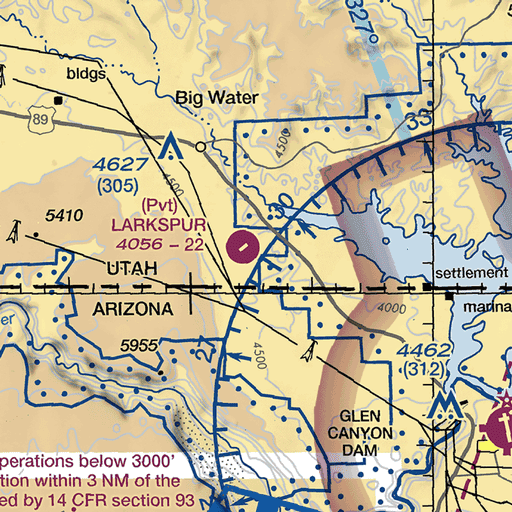 327°
bldgs
Big Water
89
33
4500
4627
(305)
4500
(Pvt)
30
5410
LARKSPUR
4056 - 22
UTAH
settlement
ARIZONA
4000
marina
er
27
5955
4500
4462
(312)
GLEN
CANYON
DAM
perations below 3000'
tion within 3 NM of the
ed by 14 CFR section 93